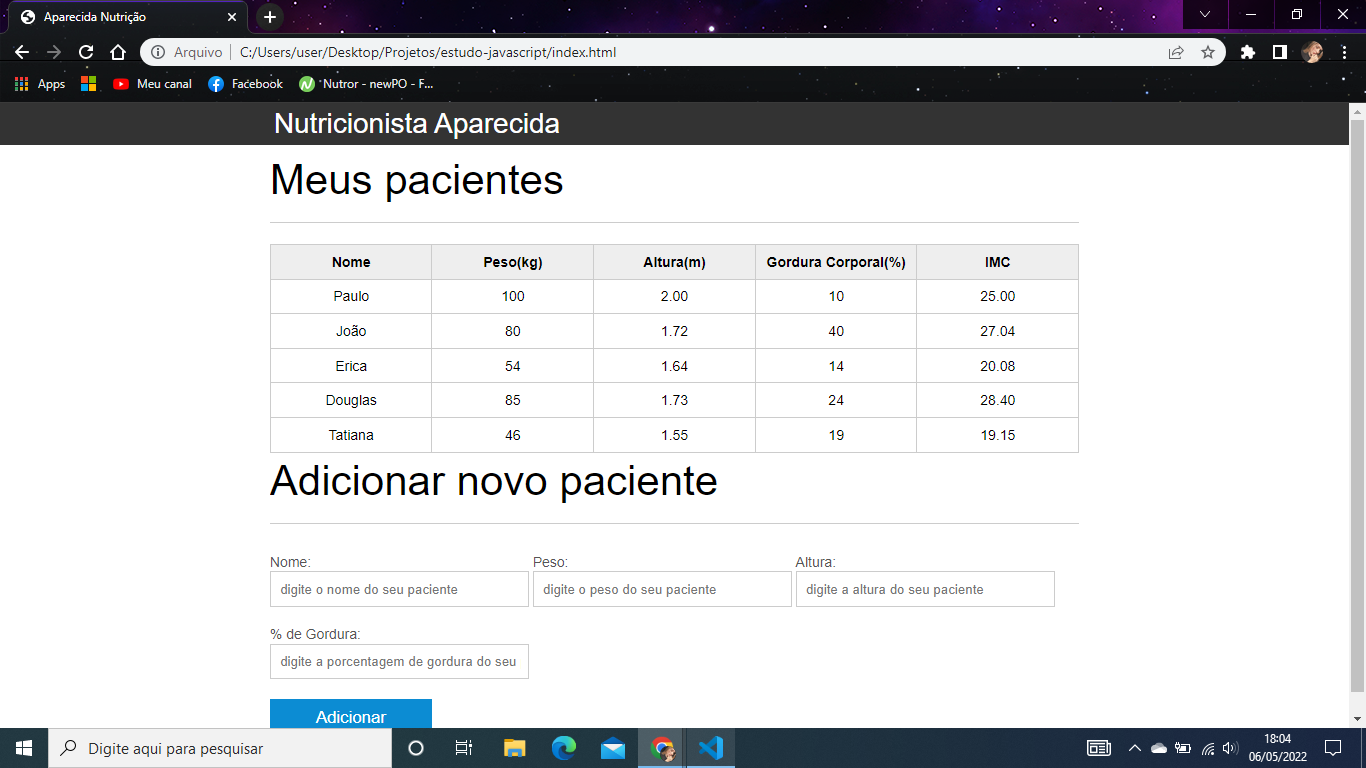 Aparecida Nutrição
Arquivo C:/Users/user/Desktop/Projetos/estudo-javascript/index.html
Apps Meu canal Facebook Nutror - newPO - F...
Nutricionista Aparecida
Meus pacientes
Nome Peso(kg) Altura(m) Gordura Corporal(%) IMC
Paulo 100 2.00 10 25.00
João 80 1.72 40 27.04
Erica 54 1.64 14 20.08
Douglas 85 1.73 24 28.40
Tatiana 46 1.55 19 19.15
Adicionar novo paciente
Nome: Peso: Altura:
digite o nome do seu paciente digite o peso do seu paciente digite a altura do seu paciente
% de Gordura:
digite a porcentagem de gordura do seu
Adicionar
Digite aqui para pesquisar
18:04
06/05/2022